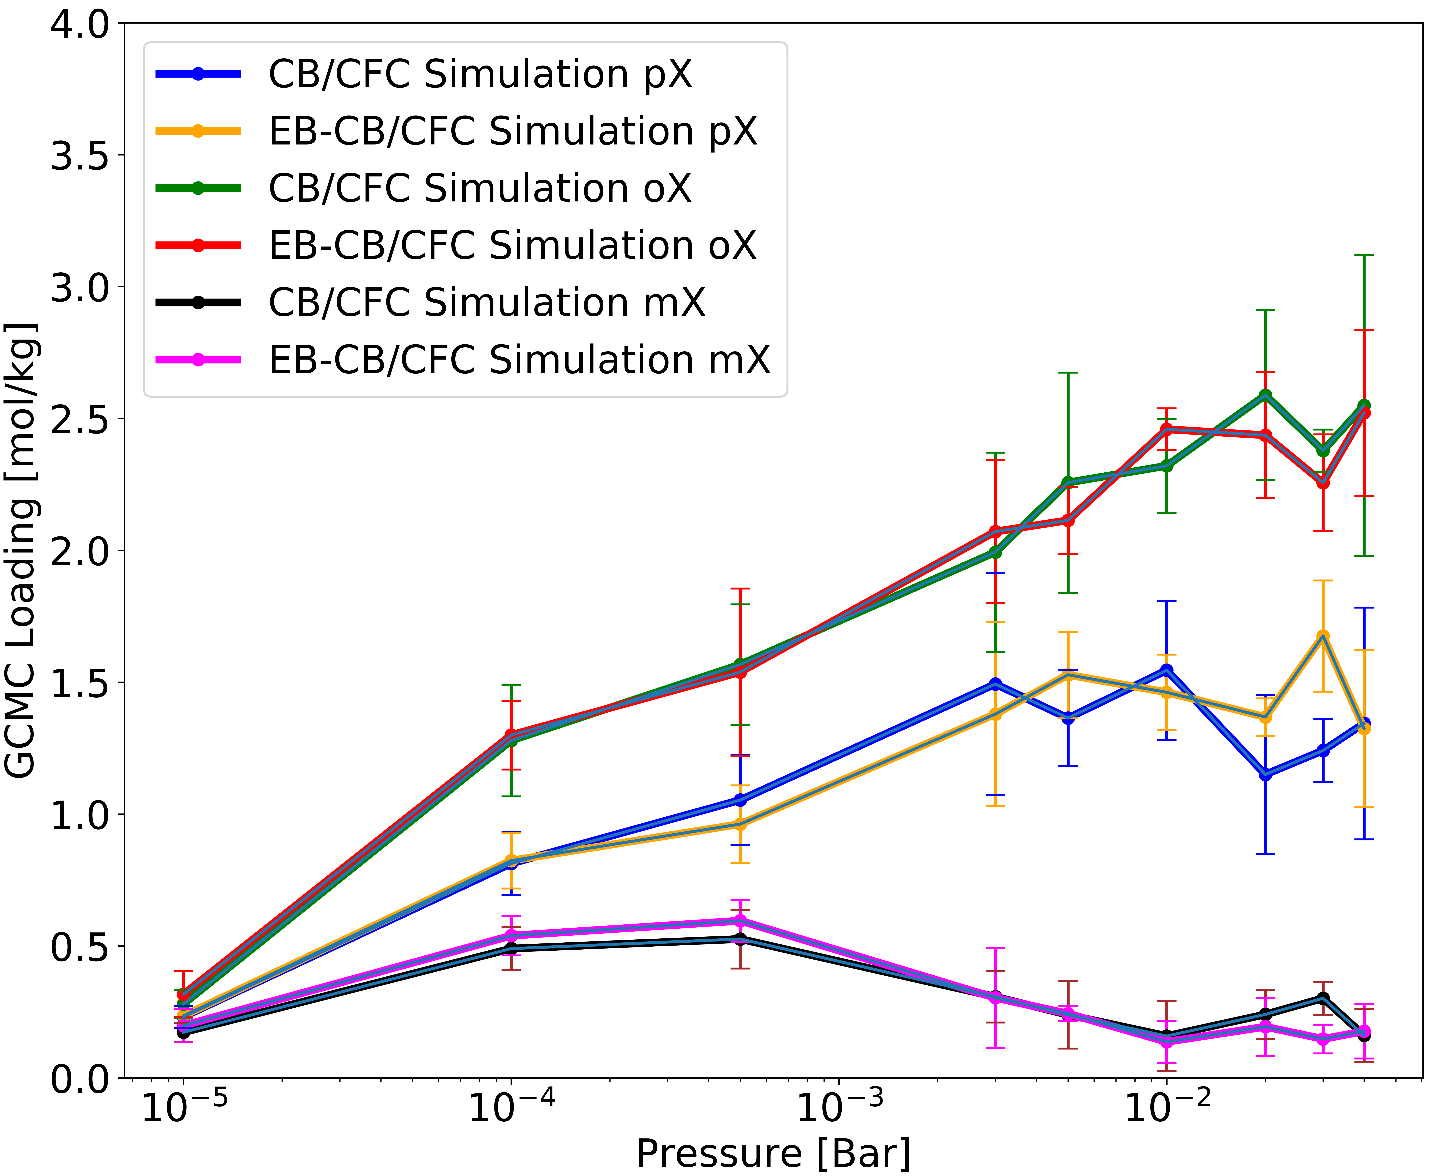 4.0
3.5
3.0
2.5
2.0
1.5
1.0
0.5
0.0
GCMC Loading [mol/kg]
CB/CFC Simulation pX
EB-CB/CFC Simulation pX
CB/CFC Simulation oX
EB-CB/CFC Simulation oX
CB/CFC Simulation mX
EB-CB/CFC Simulation mX
10⁻⁵ 10⁻⁴ 10⁻³ 10⁻²
Pressure [Bar]